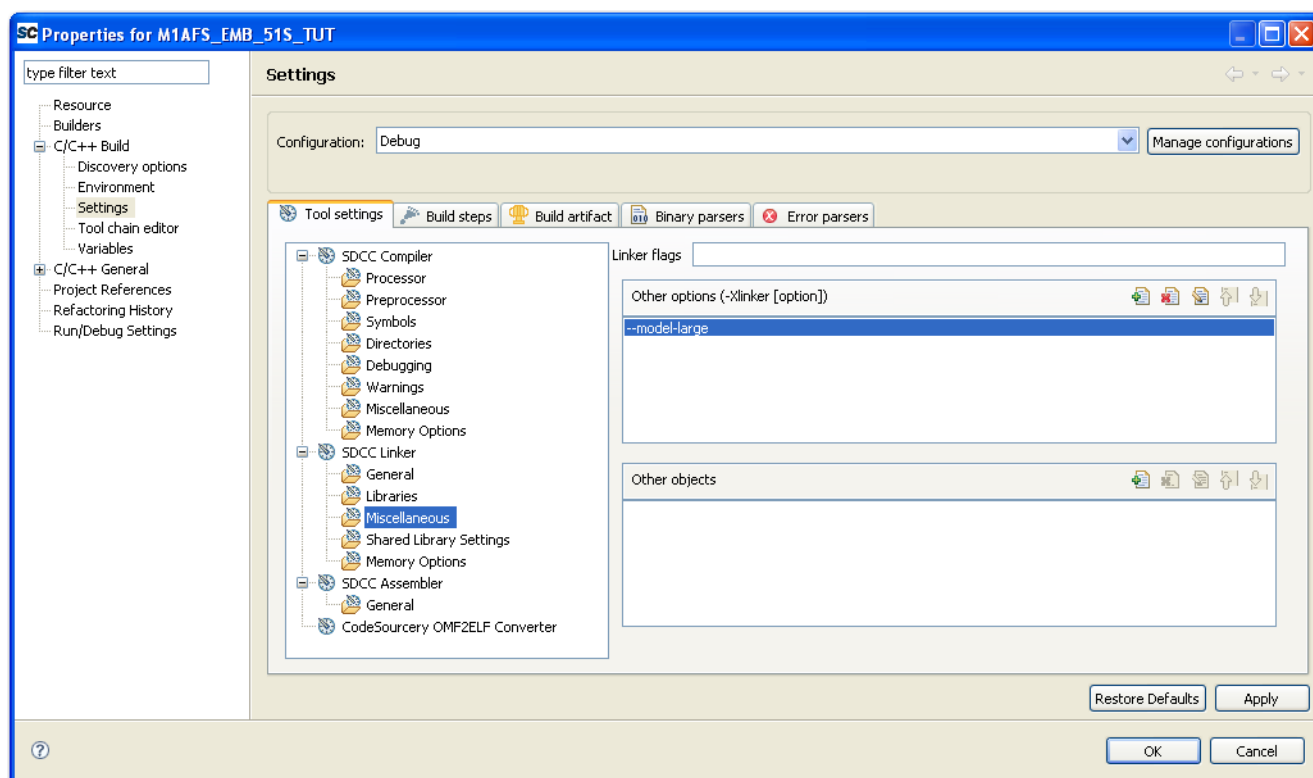 SC Properties for M1AFS_EMB_51S_TUT
type filter text
Settings
Resource
Builders
C/C++ Build
Discovery options
Environment
Settings
Tool chain editor
Variables
C/C++ General
Project References
Refactoring History
Run/Debug Settings
Configuration: Debug
Manage configurations
Tool settings Build steps Build artifact 010 Binary parsers Error parsers
SDCC Compiler
Processor
Preprocessor
Symbols
Directories
Debugging
Warnings
Miscellaneous
Memory Options
SDCC Linker
General
Libraries
Miscellaneous
Shared Library Settings
Memory Options
SDCC Assembler
General
CodeSourcery OMF2ELF Converter
Linker flags
Other options (-Xlinker [option])
--model-large
Other objects
Restore Defaults Apply
? OK Cancel